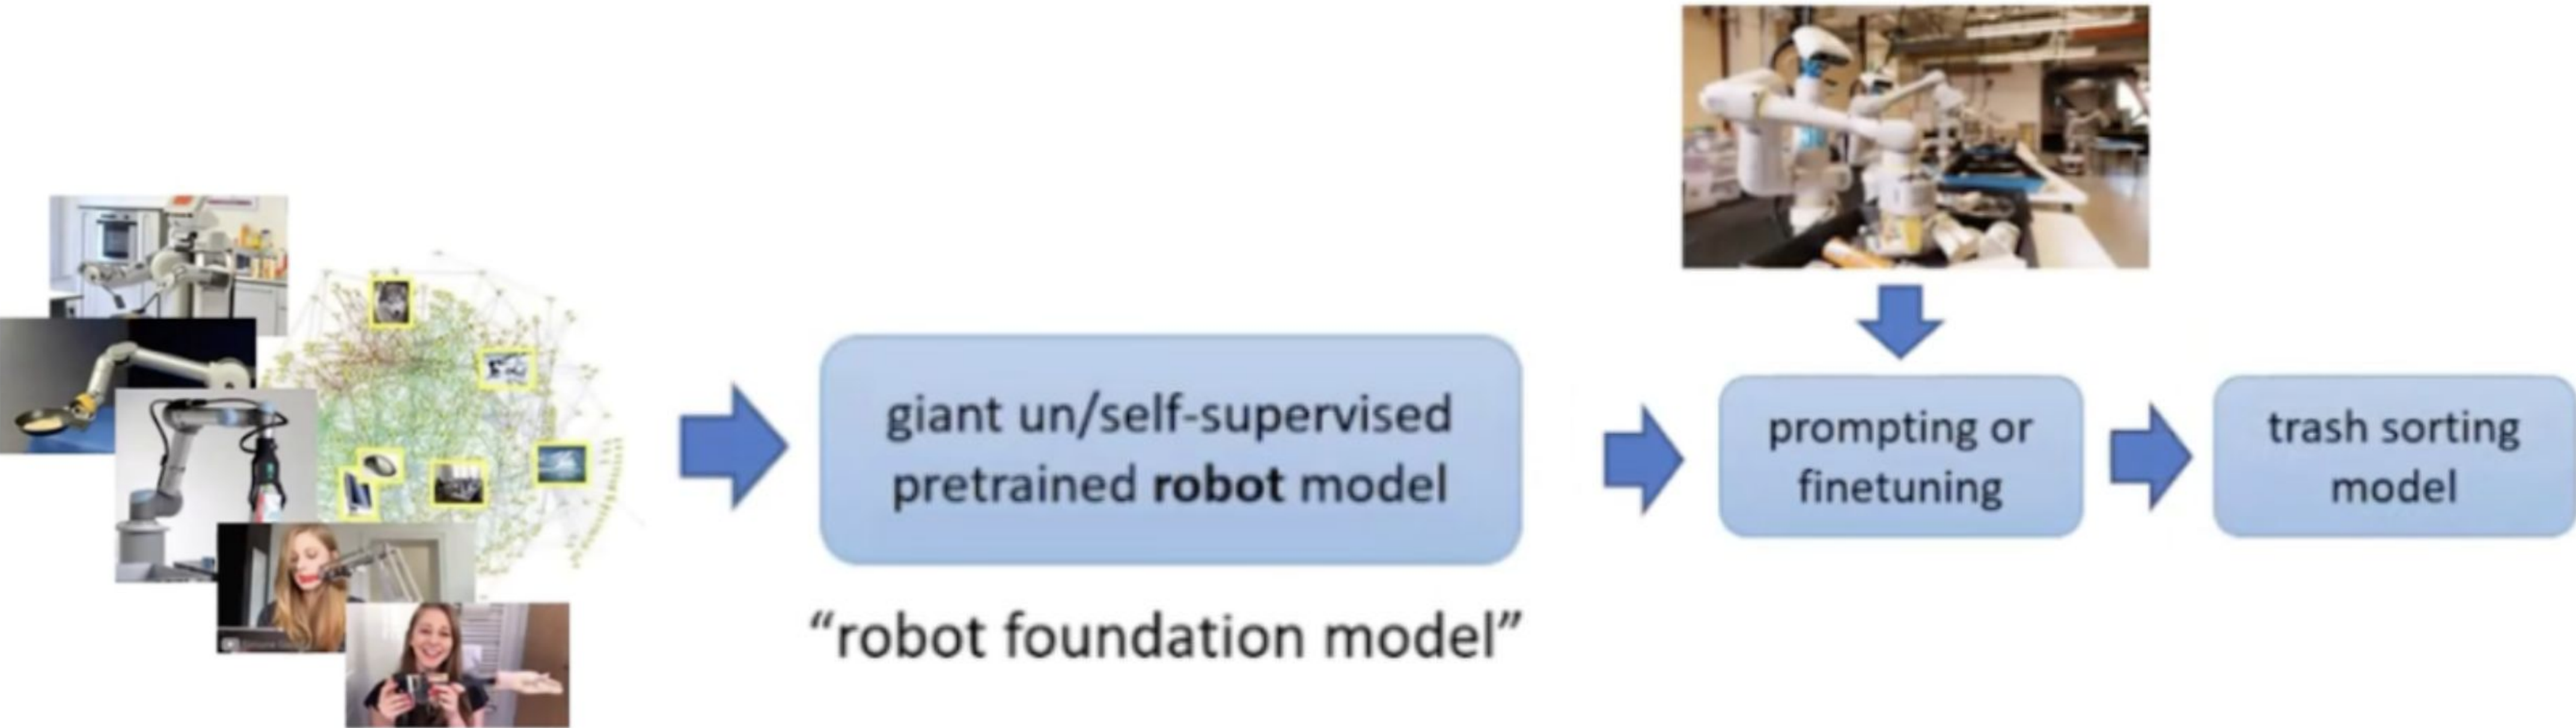 giant un/self-supervised
pretrained robot model
“robot foundation model”
prompting or
finetuning
trash sorting
model